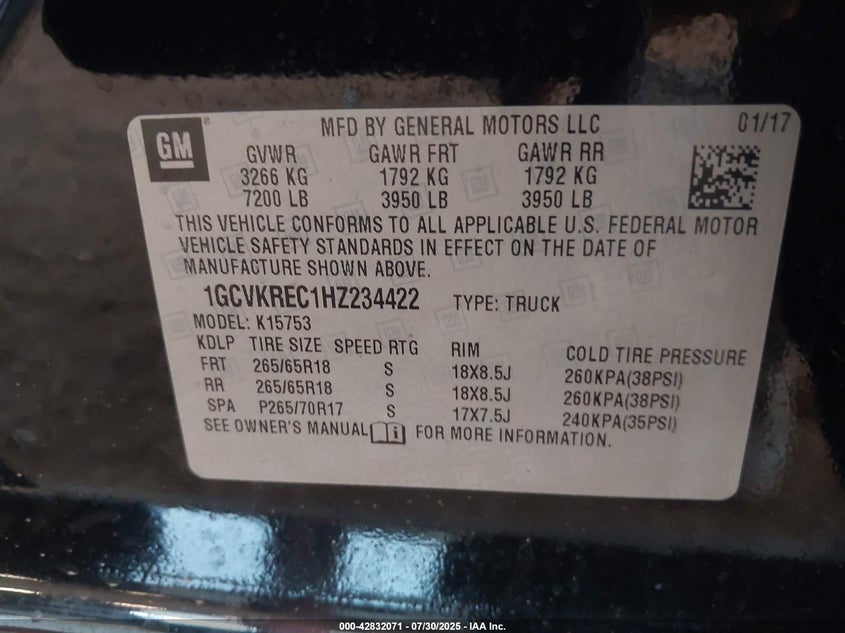 GM
MFD BY GENERAL MOTORS LLC 01/17
GVWR GAWR FRT GAWR RR
3266 KG 1792 KG 1792 KG
7200 LB 3950 LB 3950 LB
THIS VEHICLE CONFORMS TO ALL APPLICABLE U.S. FEDERAL MOTOR
VEHICLE SAFETY STANDARDS IN EFFECT ON THE DATE OF
MANUFACTURE SHOWN ABOVE.
1GCVKREC1HZ234422 TYPE: TRUCK
MODEL: K15753
KDLP TIRE SIZE SPEED RTG RIM COLD TIRE PRESSURE
FRT 265/65R18 S 18X8.5J 260KPA(38PSI)
RR 265/65R18 S 18X8.5J 260KPA(38PSI)
SPA P265/70R17 S 17X7.5J 240KPA(35PSI)
SEE OWNER'S MANUAL i FOR MORE INFORMATION.
000-42832071 - 07/30/2025 - IAA Inc.